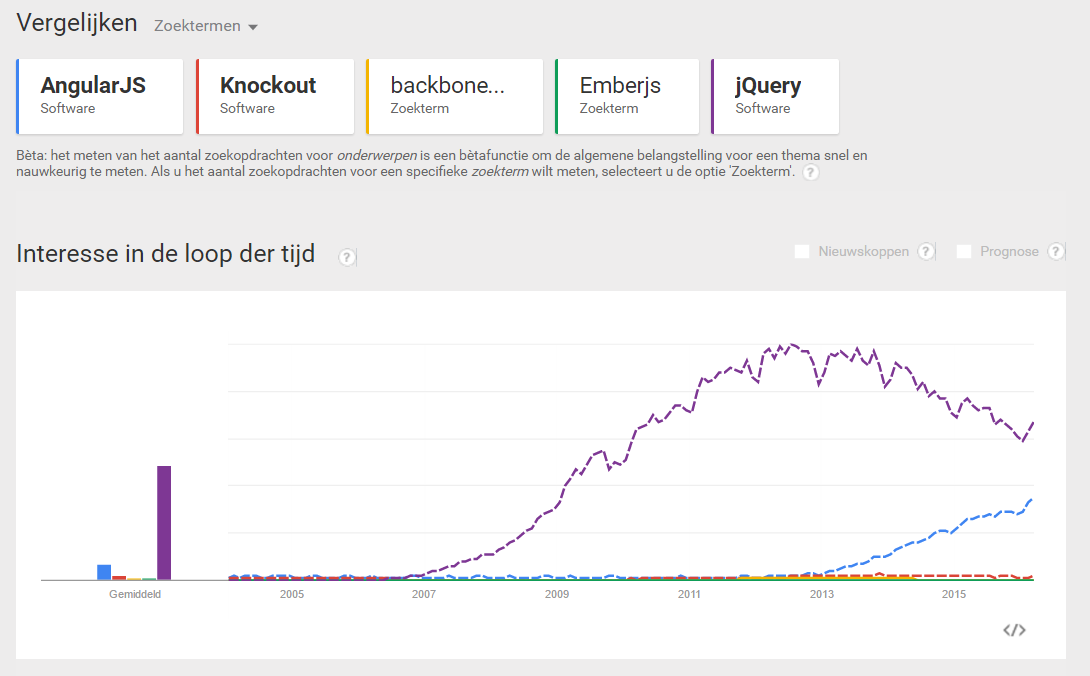 Vergelijken Zoektermen
AngularJS Knockout backbone... Emberjs jQuery
Software Software Zoekterm Zoekterm Software
Bèta: het meten van het aantal zoekopdrachten voor onderwerpen is een bètafunctie om de algemene belangstelling voor een thema snel en
nauwkeurig te meten. Als u het aantal zoekopdrachten voor een specifieke zoekterm wilt meten, selecteert u de optie 'Zoekterm'. ?
Interesse in de loop der tijd ? Nieuwskoppen ? Prognose ?
Gemiddeld 2005 2007 2009 2011 2013 2015
</>